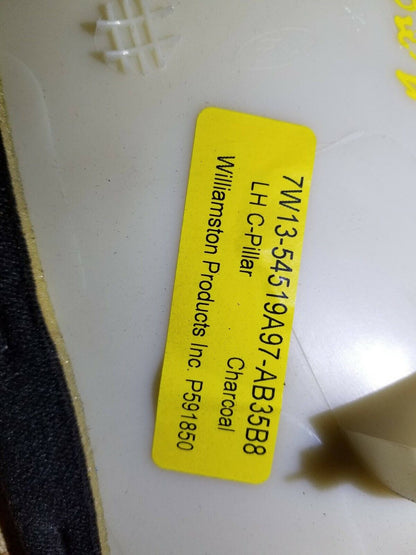 7W13-54519A97-AB35B8
LH C-Pillar Charcoal
Williamston Products Inc. P591850